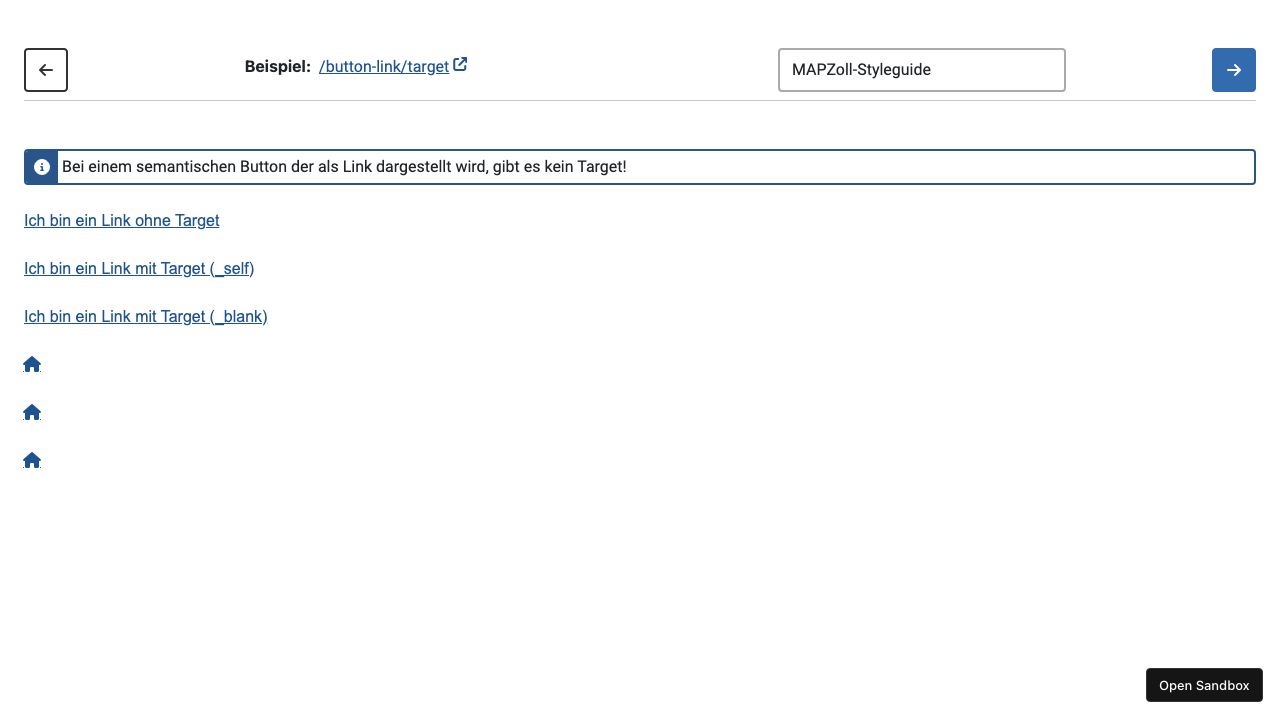 Beispiel: /button-link/target
MAPZoll-Styleguide
Bei einem semantischen Button der als Link dargestellt wird, gibt es kein Target!
Ich bin ein Link ohne Target
Ich bin ein Link mit Target (_self)
Ich bin ein Link mit Target (_blank)
Open Sandbox